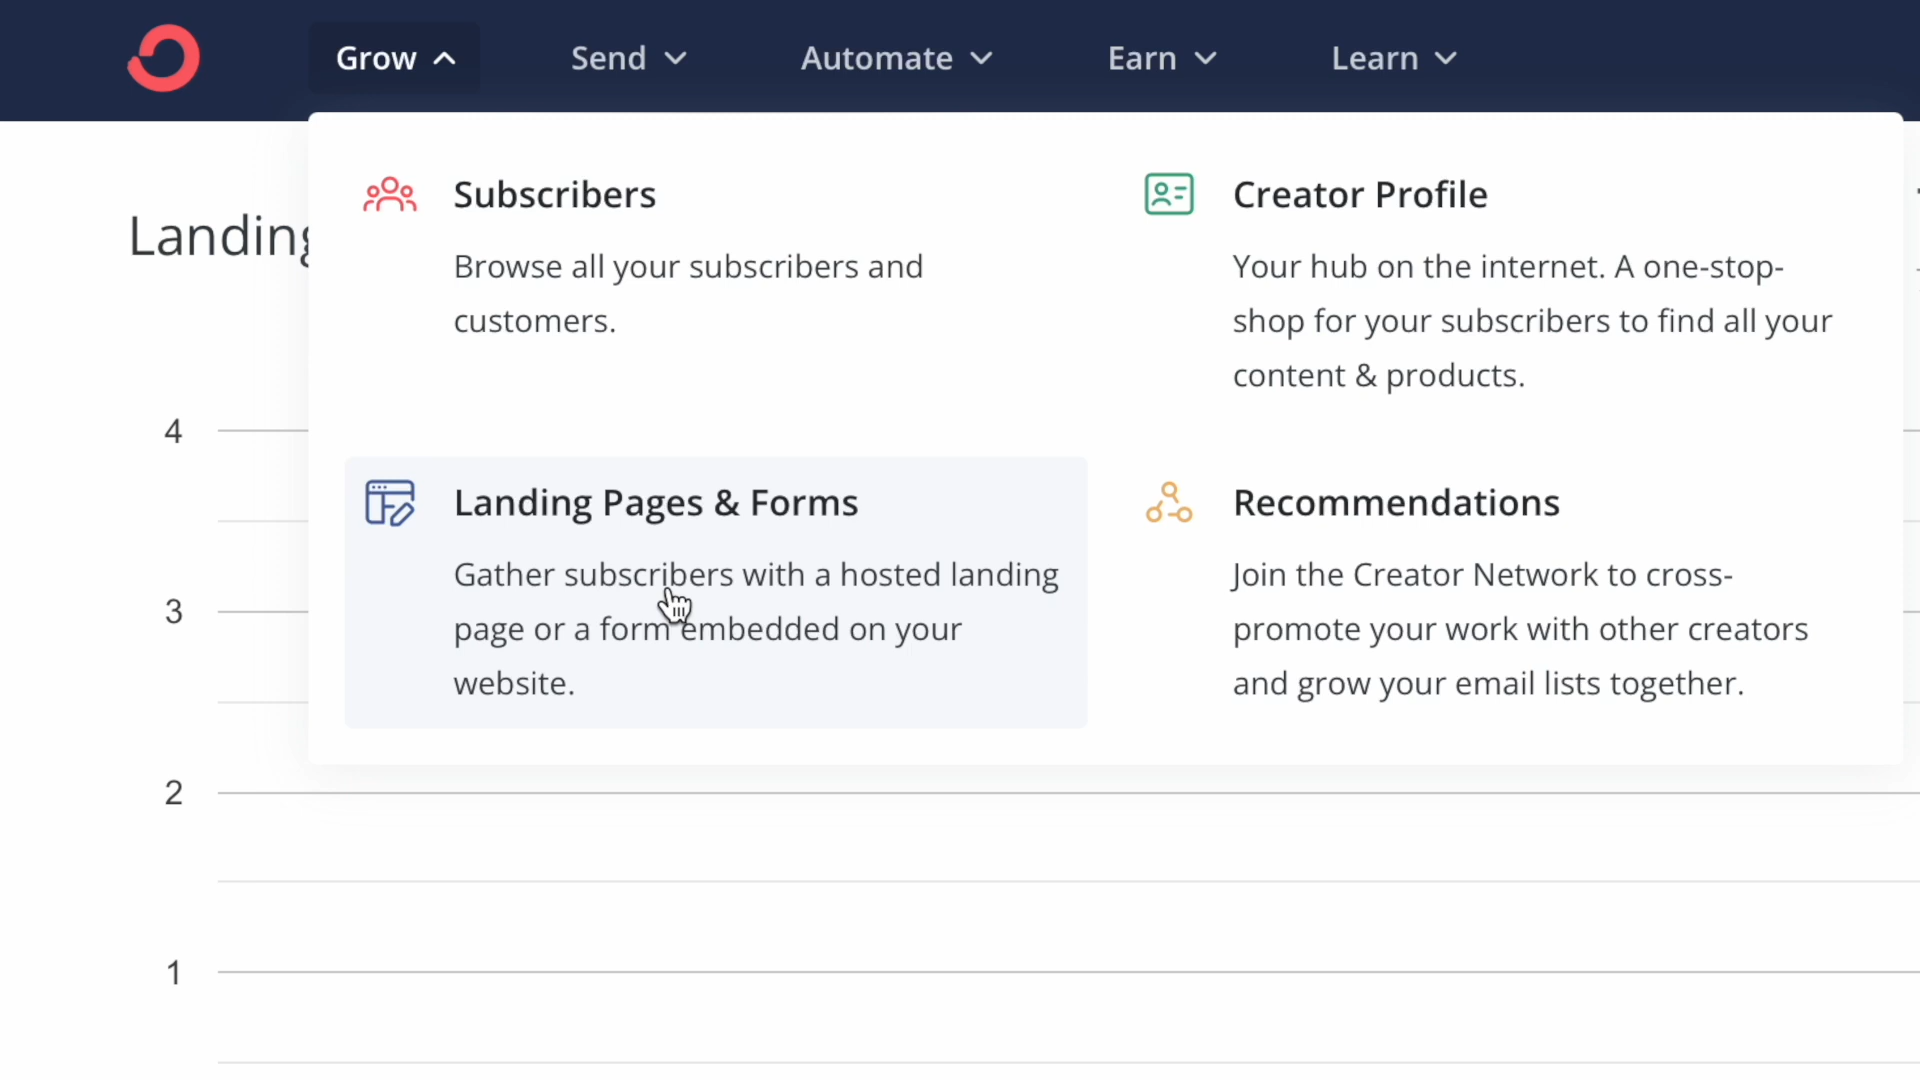 Grow
Send
Automate
Earn
Learn
Landing
Subscribers
Browse all your subscribers and
customers.
Creator Profile
Your hub on the internet. A one-stop-
shop for your subscribers to find all your
content & products.
Landing Pages & Forms
Gather subscribers with a hosted landing
page or a form embedded on your
website.
Recommendations
Join the Creator Network to cross-
promote your work with other creators
and grow your email lists together.
4
3
2
1